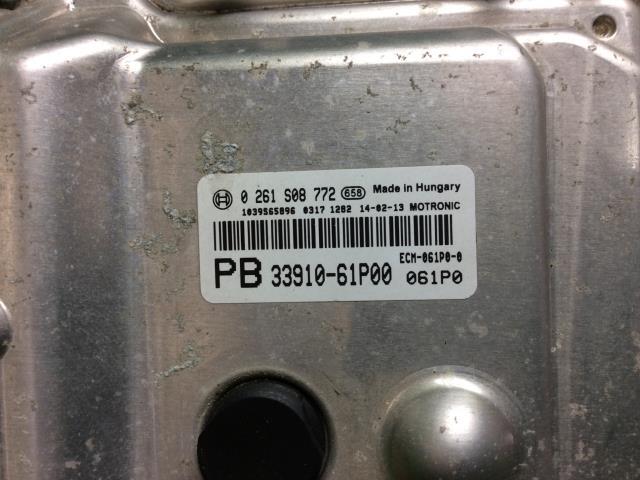 0 261 S08 772 658 Made in Hungary
1039S65896 0317 1282 14-02-13 MOTRONIC
ECM-061P0-0
PB 33910-61P00 061P0